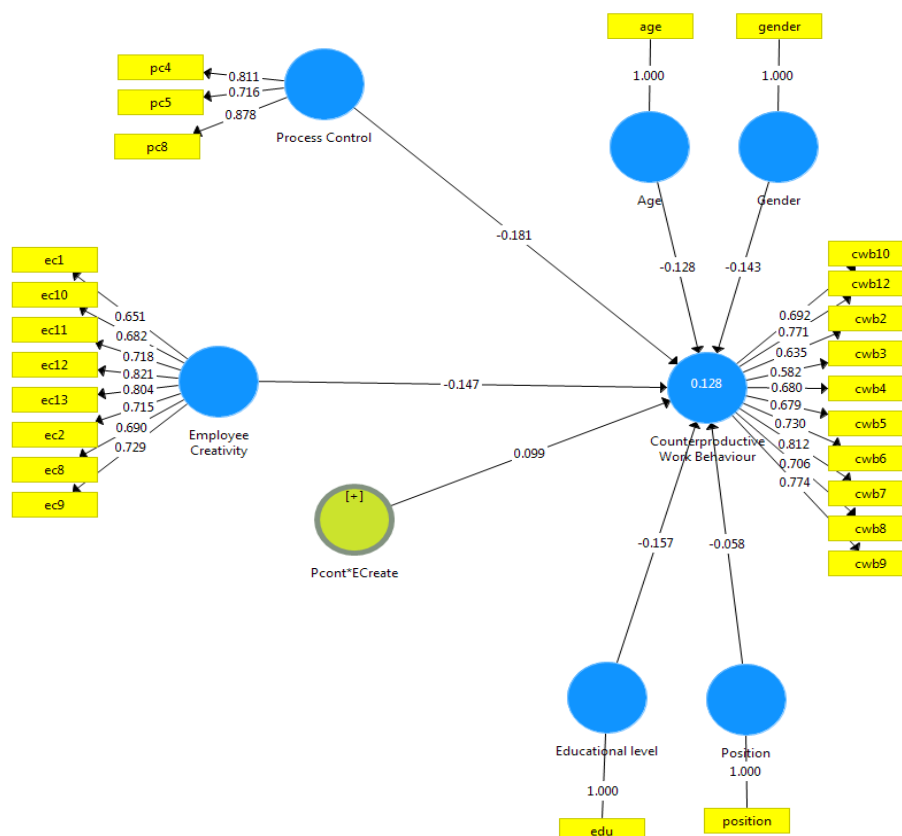 age
gender
pc4
0.811
pc5
0.716
pc8
0.878
Process Control
1.000
1.000
Age
Gender
-0.181
-0.128
-0.143
ec1
0.651
ec10
0.682
ec11
0.718
ec12
0.821
ec13
0.804
ec2
0.715
ec8
0.690
ec9
0.729
Employee
Creativity
-0.147
0.128
Counterproductive
Work Behaviour
cwb10
0.692
cwb12
0.771
cwb2
0.635
cwb3
0.582
cwb4
0.680
cwb5
0.679
cwb6
0.730
cwb7
0.812
cwb8
0.706
cwb9
0.774
0.099
[+]
Pcont*ECreate
-0.157
-0.058
Educational level
Position
1.000
1.000
edu
position